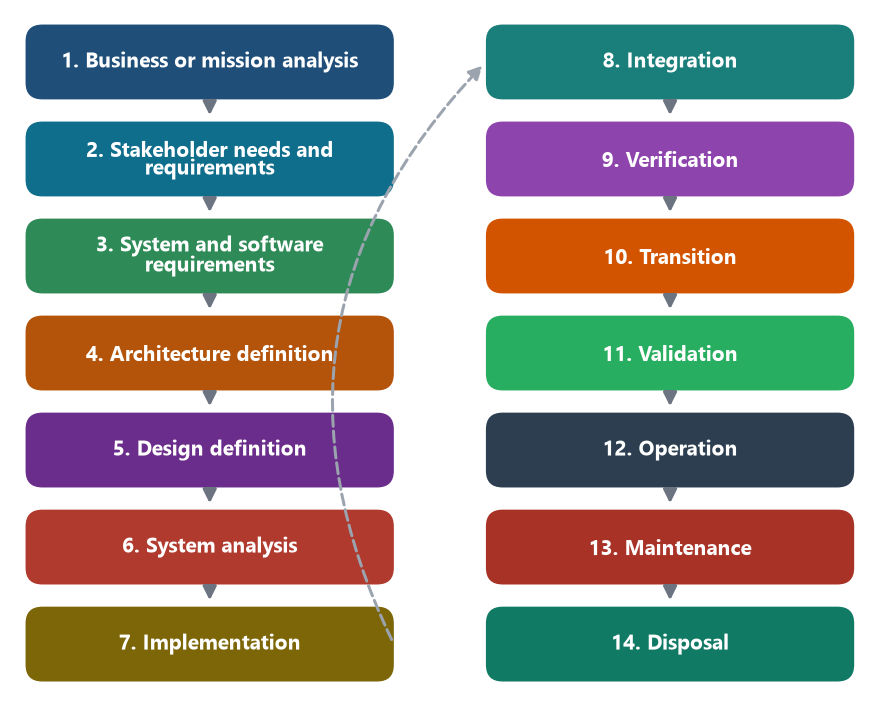 1. Business or mission analysis
2. Stakeholder needs and
requirements
3. System and software
requirements
4. Architecture definition
5. Design definition
6. System analysis
7. Implementation
8. Integration
9. Verification
10. Transition
11. Validation
12. Operation
13. Maintenance
14. Disposal